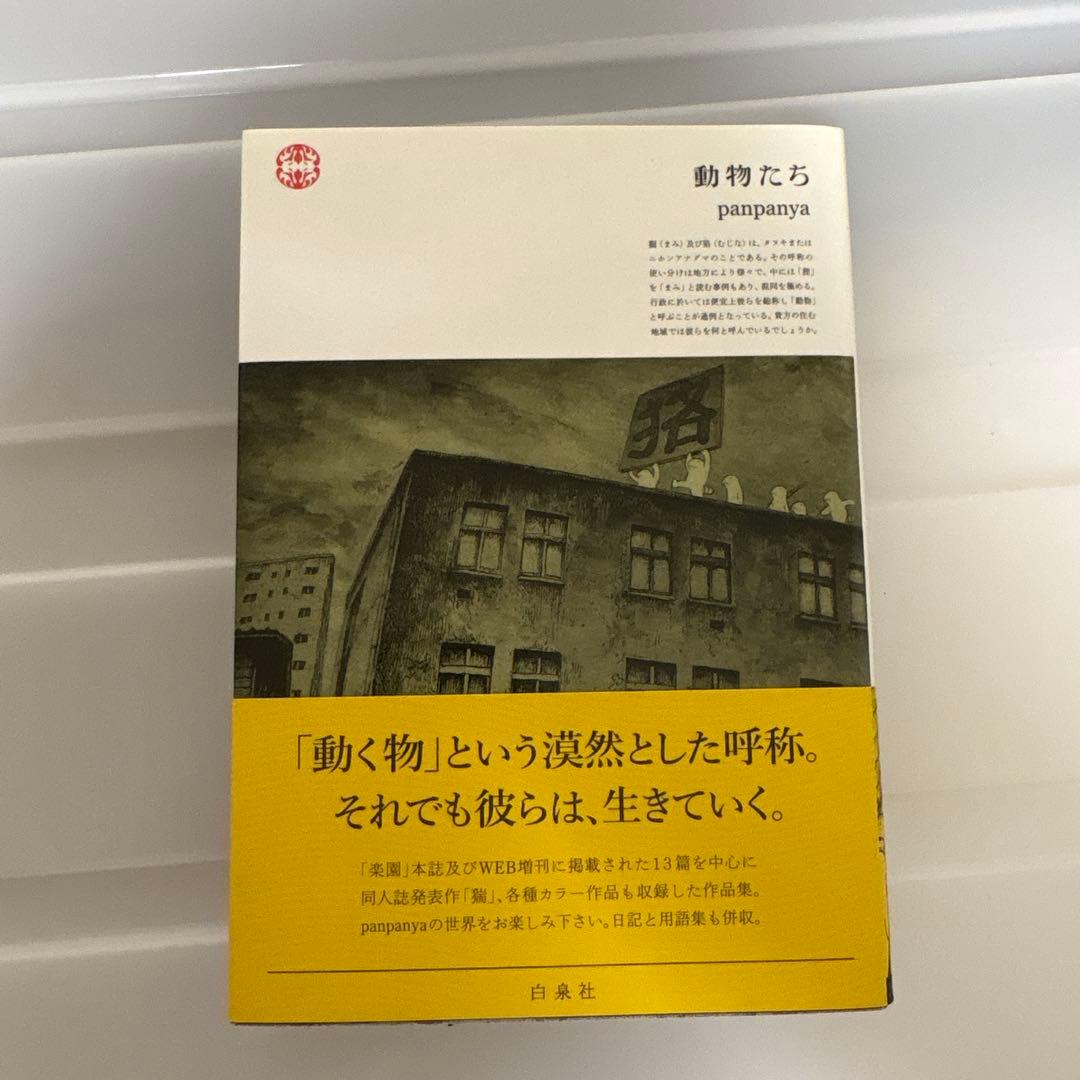 動物たち
panpanya
猯（まみ）及び狢（むじな）は、タヌキまたは
ニホンアナグマのことである。その呼称の
使い分けは地方により様々で、中には「狸」
を「まみ」と読む事例もあり、混同を極める。
行政に於いては便宜上彼らを総称し「動物」
と呼ぶことが通例となっている。貴方の住む
地域では彼らを何と呼んでいるでしょうか。
狢
「動く物」という漠然とした呼称。
それでも彼らは、生きていく。
「楽園」本誌及びWEB増刊に掲載された13篇を中心に
同人誌発表作「猯」、各種カラー作品も収録した作品集。
panpanyaの世界をお楽しみ下さい。日記と用語集も併収。
白泉社